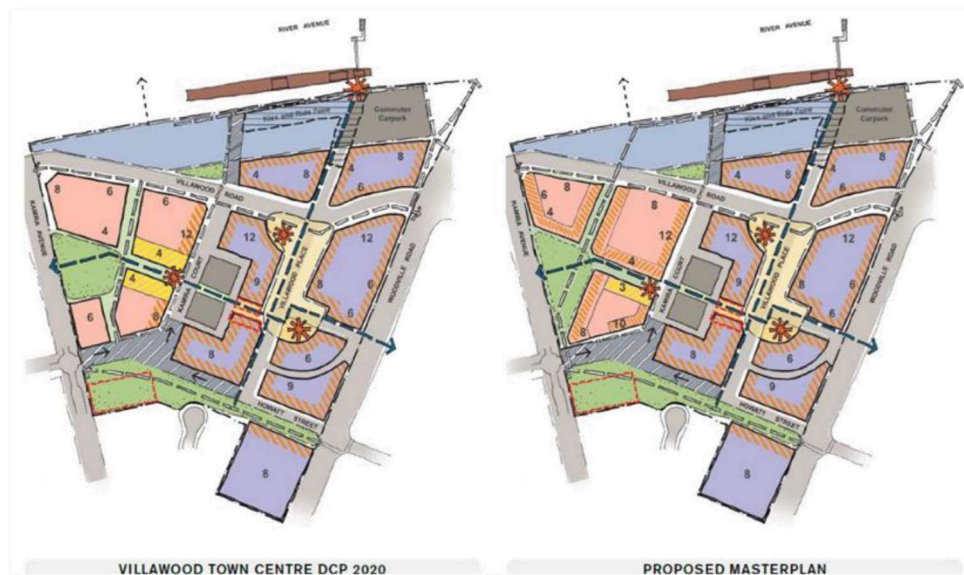 RIVER AVENUE
Kiss and Ride Zone
Commuter
Carpark
8
4
8
6
VILLAWOOD ROAD
8
6
4
6
12
4
4
6
8
KAMIRA AVENUE
KAMIRA COURT
12
9
8
VILLAWOOD PLACE
12
8
6
6
9
WOODVILLE ROAD
HOWATT
STREET
8
VILLAWOOD TOWN CENTRE DCP 2020
RIVER AVENUE
Kiss and Ride Zone
Commuter
Carpark
8
4
8
6
VILLAWOOD ROAD
8
6
4
8
12
4
3
8
10
KAMIRA AVENUE
KAMIRA COURT
12
9
8
VILLAWOOD PLACE
12
8
6
6
9
WOODVILLE ROAD
HOWATT
STREET
8
PROPOSED MASTERPLAN